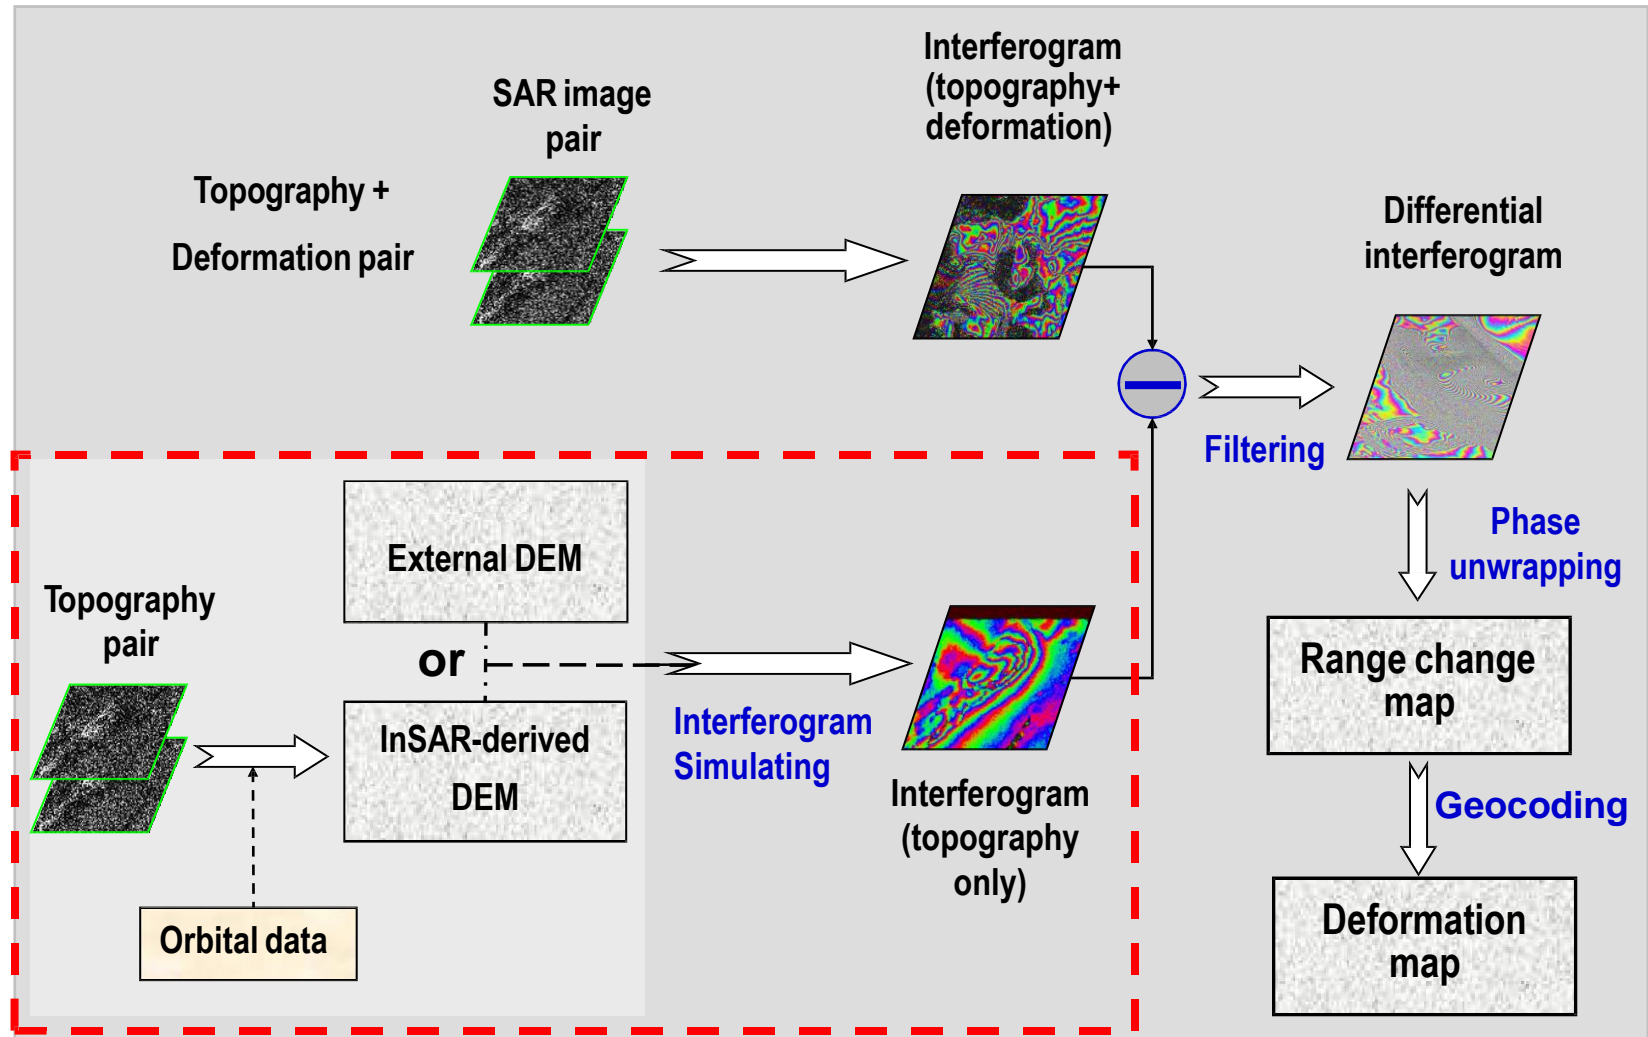 Interferogram
(topography+
deformation)
SAR image
pair
Topography +
Deformation pair
Differential
interferogram
Filtering
External DEM
Phase
unwrapping
Topography
pair
or
Range change
map
InSAR-derived
DEM
Interferogram
Simulating
Interferogram
(topography
only)
Geocoding
Orbital data
Deformation
map